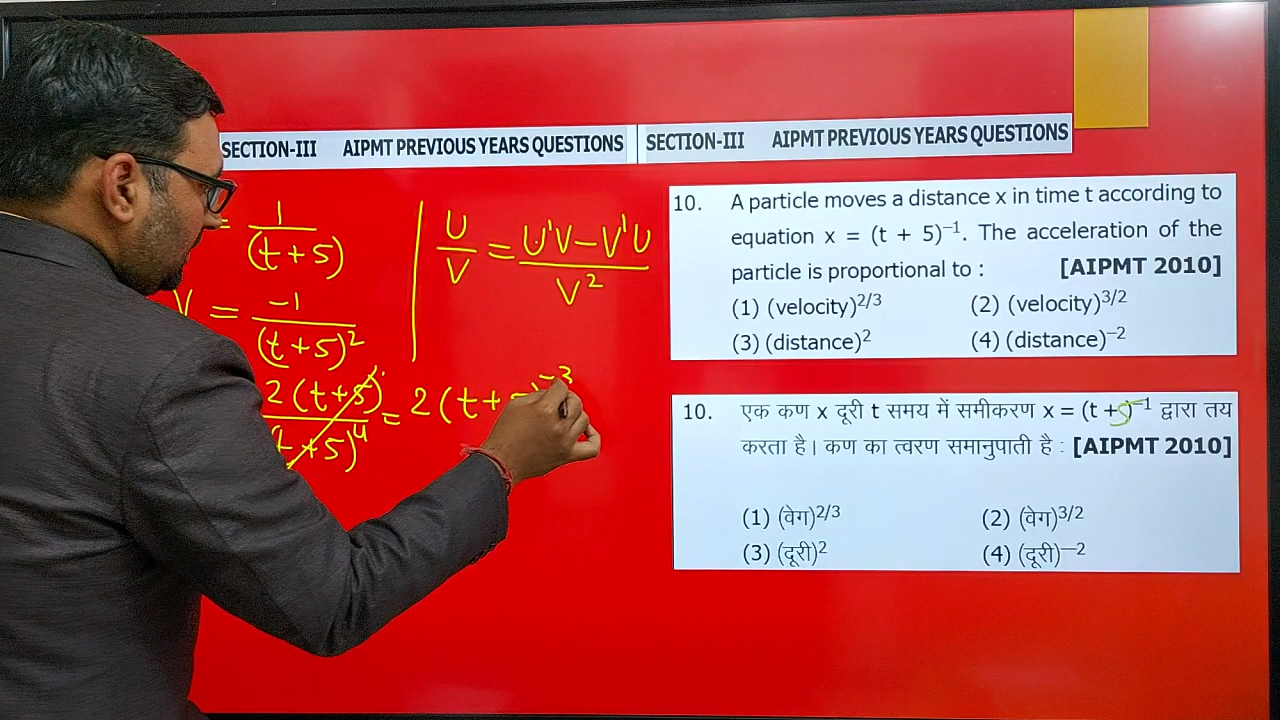 SECTION-III AIPMT PREVIOUS YEARS QUESTIONS
SECTION-III AIPMT PREVIOUS YEARS QUESTIONS
= 1/(t+5)
V = -1/(t+5)²
2(t+5)/(t+5)⁴ = 2(t+5)⁻³
U/V = U'V-V'U/V²
10. A particle moves a distance x in time t according to
equation x = (t + 5)⁻¹. The acceleration of the
particle is proportional to : [AIPMT 2010]
(1) (velocity)²/³ (2) (velocity)³/²
(3) (distance)² (4) (distance)⁻²
10. एक कण x दूरी t समय में समीकरण x = (t +5)⁻¹ द्वारा तय
करता है। कण का त्वरण समानुपाती है : [AIPMT 2010]
(1) (वेग)²/³ (2) (वेग)³/²
(3) (दूरी)² (4) (दूरी)⁻²